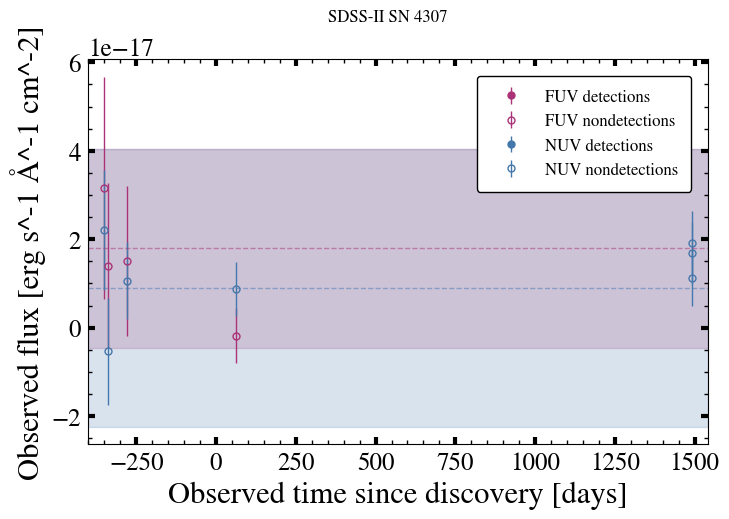 SDSS-II SN 4307
1e−17
6
4
2
0
−2
Observed flux [erg s^-1 Å^-1 cm^-2]
FUV detections
FUV nondetections
NUV detections
NUV nondetections
−250 0 250 500 750 1000 1250 1500
Observed time since discovery [days]